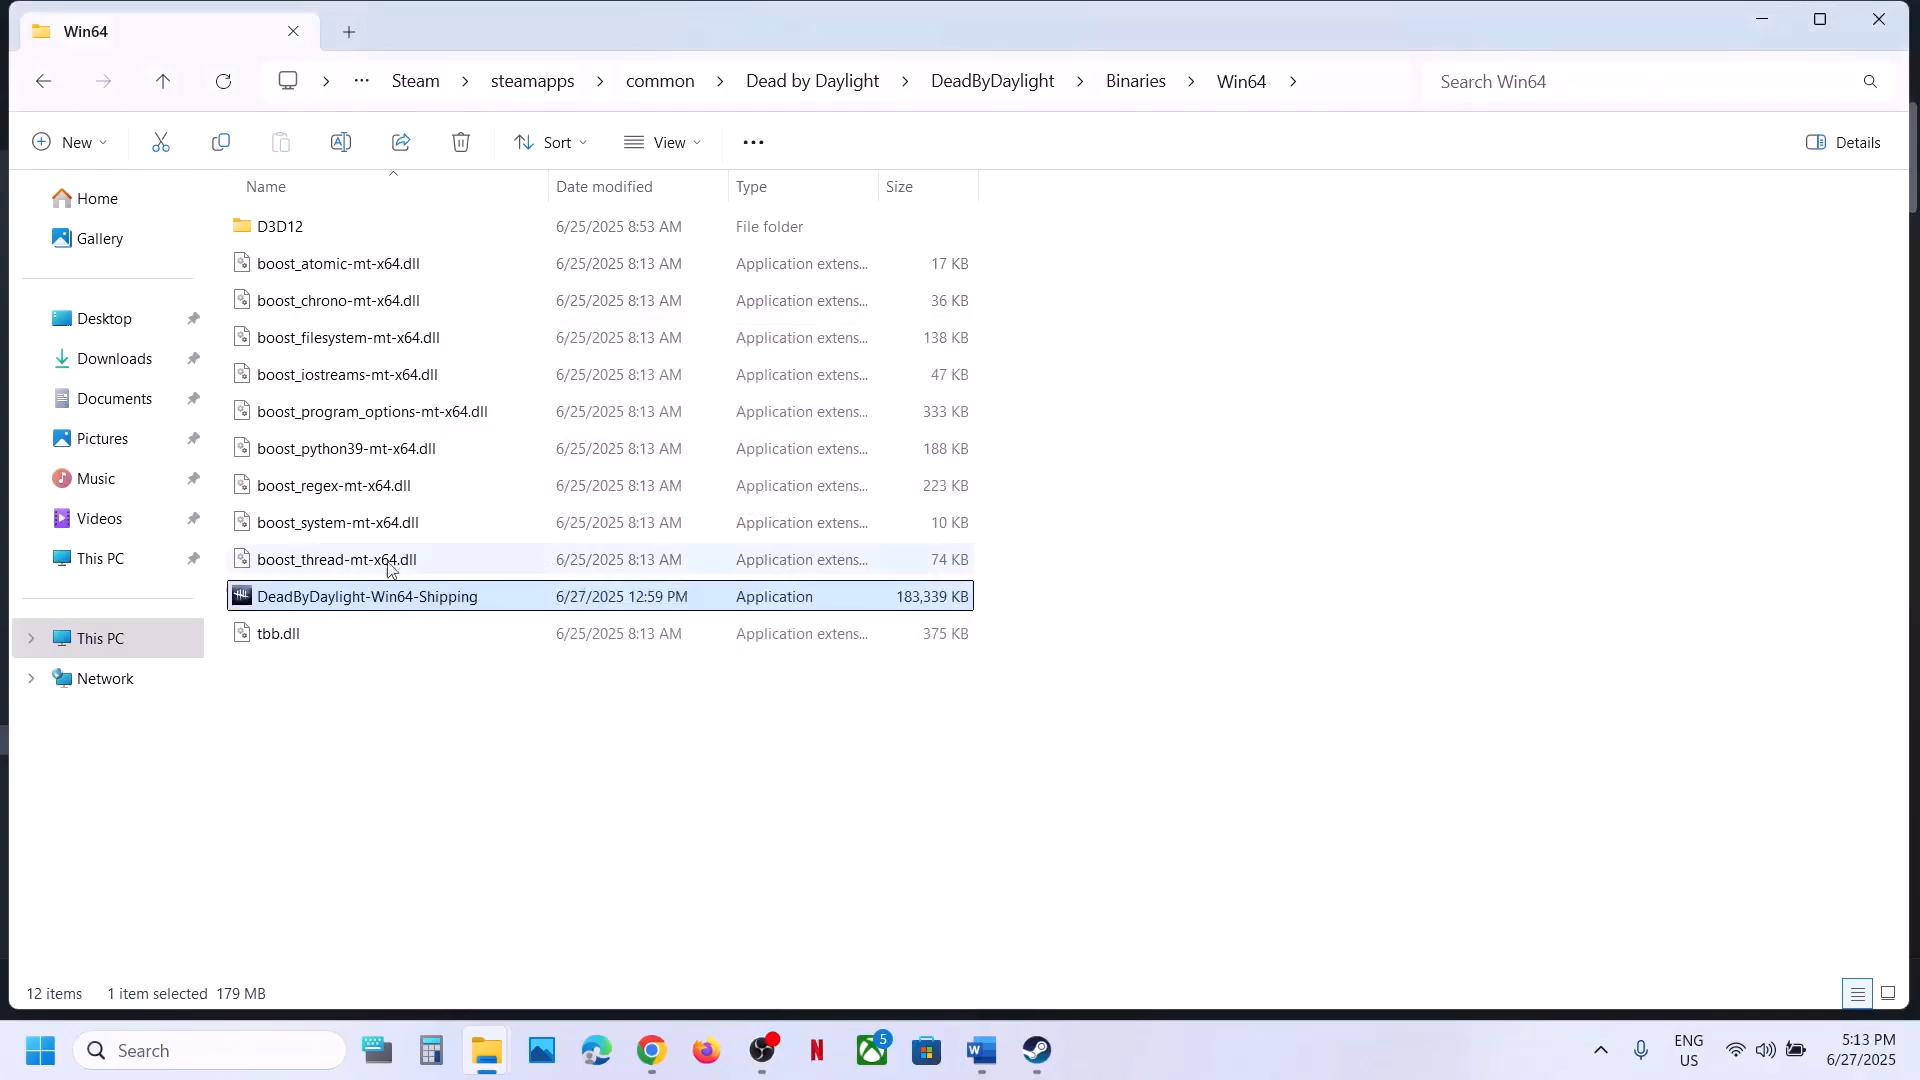 Win64
Steam > steamapps > common > Dead by Daylight > DeadByDaylight > Binaries > Win64 >
Search Win64
New
Sort
View
Details
Name
Date modified
Type
Size
Home
Gallery
Desktop
Downloads
Documents
Pictures
Music
Videos
This PC
This PC
Network
D3D12 6/25/2025 8:53 AM File folder
boost_atomic-mt-x64.dll 6/25/2025 8:13 AM Application extens... 17 KB
boost_chrono-mt-x64.dll 6/25/2025 8:13 AM Application extens... 36 KB
boost_filesystem-mt-x64.dll 6/25/2025 8:13 AM Application extens... 138 KB
boost_iostreams-mt-x64.dll 6/25/2025 8:13 AM Application extens... 47 KB
boost_program_options-mt-x64.dll 6/25/2025 8:13 AM Application extens... 333 KB
boost_python39-mt-x64.dll 6/25/2025 8:13 AM Application extens... 188 KB
boost_regex-mt-x64.dll 6/25/2025 8:13 AM Application extens... 223 KB
boost_system-mt-x64.dll 6/25/2025 8:13 AM Application extens... 10 KB
boost_thread-mt-x64.dll 6/25/2025 8:13 AM Application extens... 74 KB
DeadByDaylight-Win64-Shipping 6/27/2025 12:59 PM Application 183,339 KB
tbb.dll 6/25/2025 8:13 AM Application extens... 375 KB
12 items 1 item selected 179 MB
Search
5
ENG
US
5:13 PM
6/27/2025